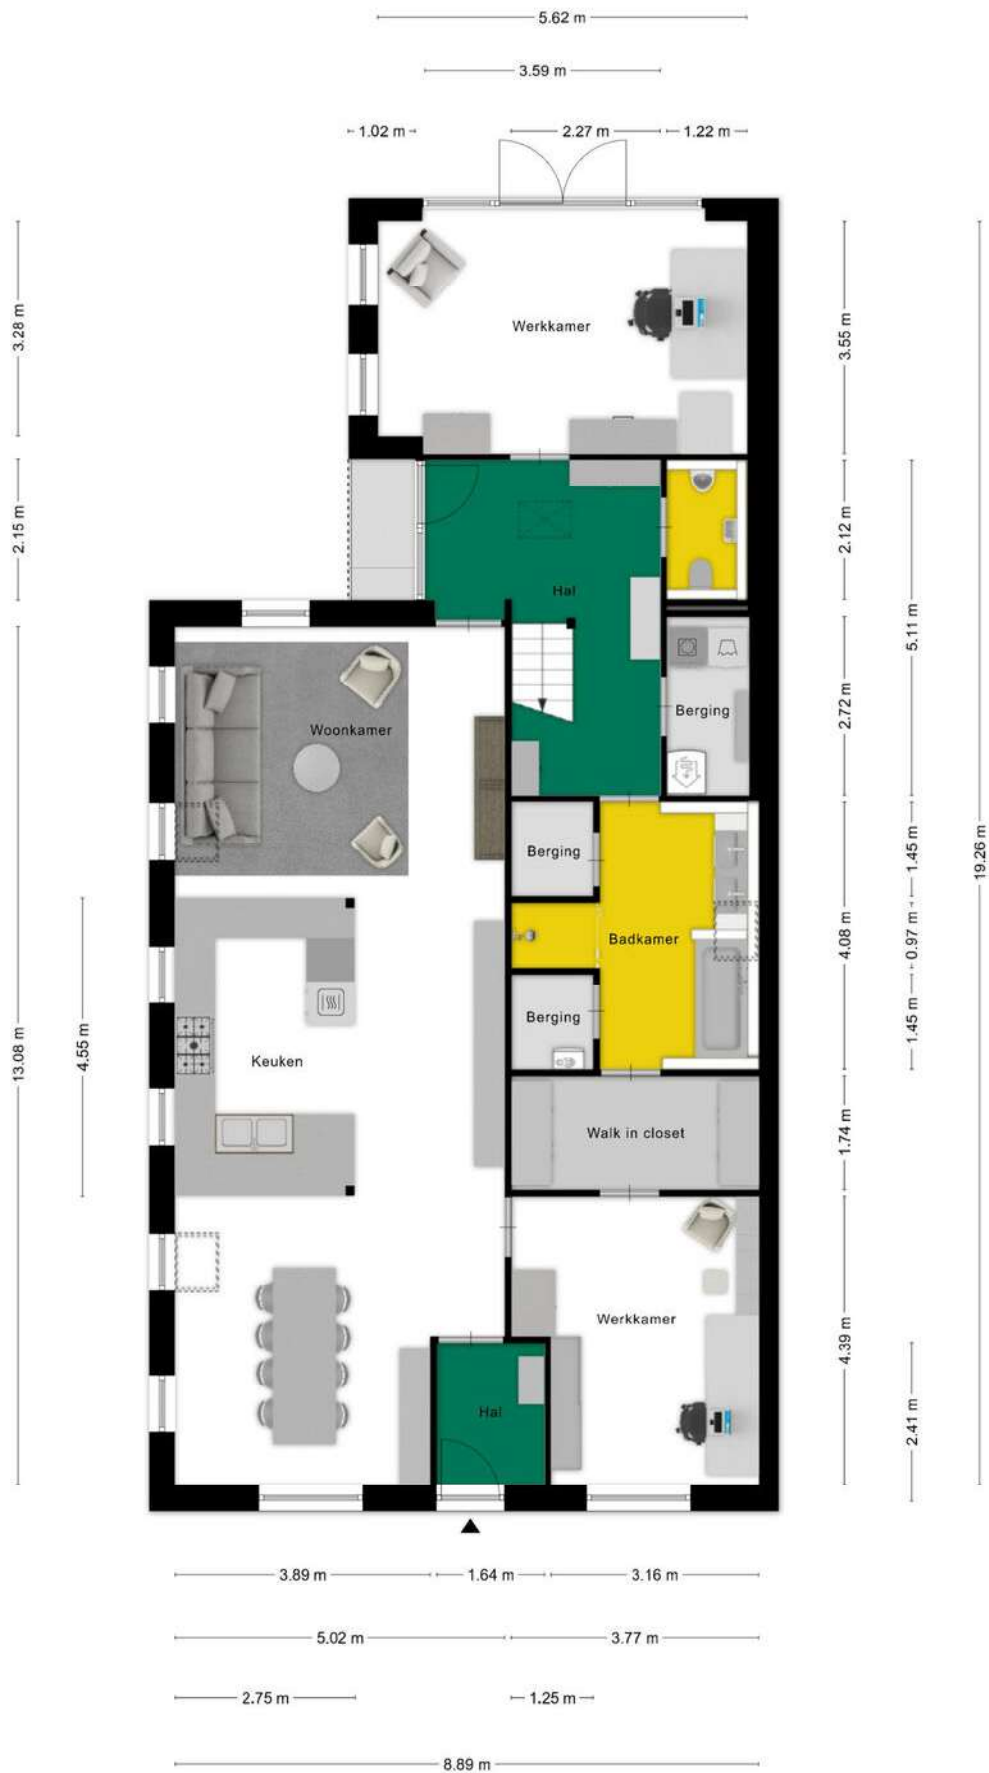 5.62 m
3.59 m
1.02 m
2.27 m
1.22 m
3.28 m
Werkkamer
3.55 m
2.15 m
2.12 m
Hal
5.11 m
2.72 m
Berging
Woonkamer
19.26 m
1.45 m
Berging
0.97 m
Badkamer
4.08 m
1.45 m
Berging
13.08 m
4.55 m
Keuken
Walk in closet
1.74 m
Werkkamer
4.39 m
Hal
2.41 m
3.89 m
1.64 m
3.16 m
5.02 m
3.77 m
2.75 m
1.25 m
8.89 m